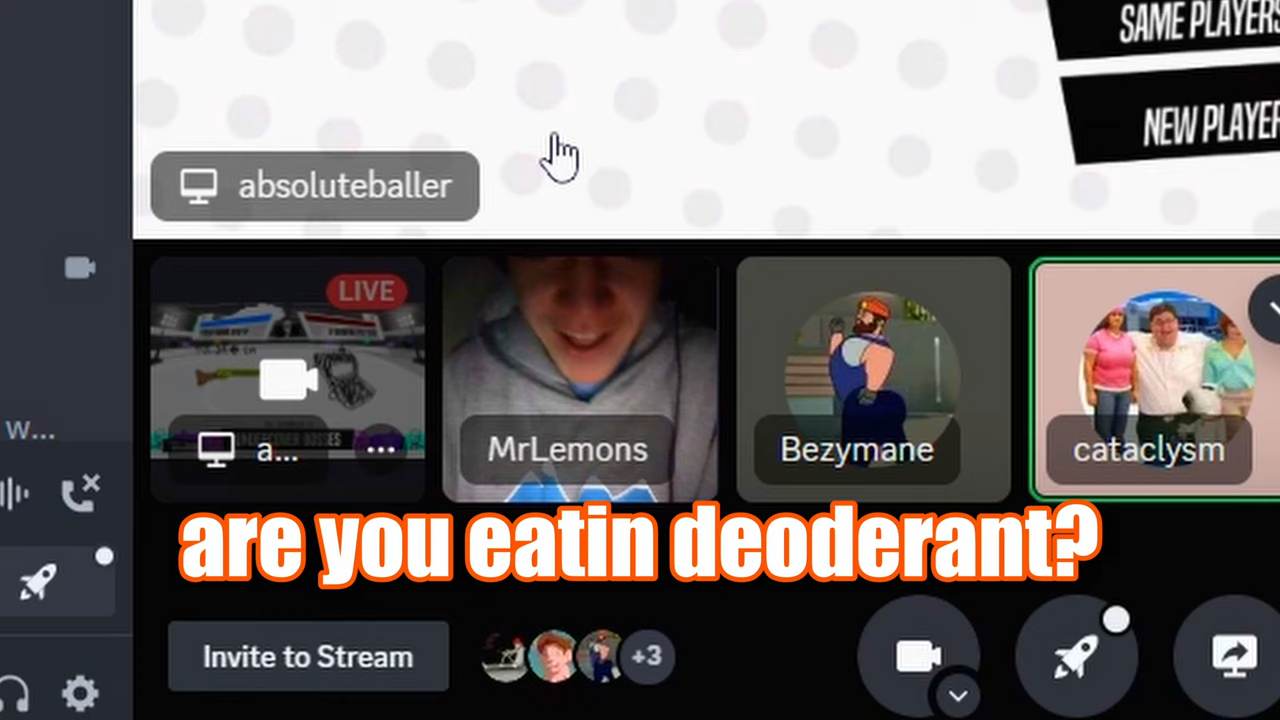 SAME PLAYERS
NEW PLAYER
absoluteballer
LIVE
a...
MrLemons
Bezymane
cataclysm
w...
are you eatin deoderant?
Invite to Stream
+3